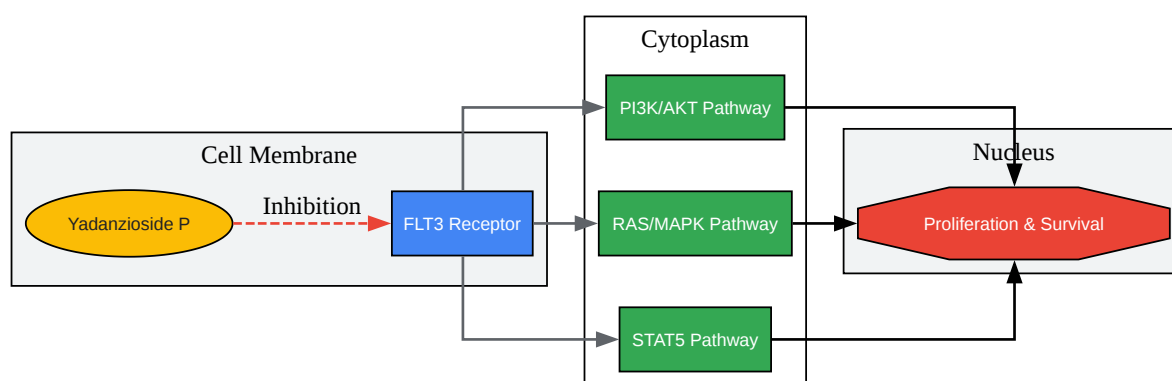 Cytoplasm
PI3K/AKT Pathway
Cell Membrane
Nucleus
Yadanzioside P
Inhibition
FLT3 Receptor
RAS/MAPK Pathway
Proliferation & Survival
STAT5 Pathway